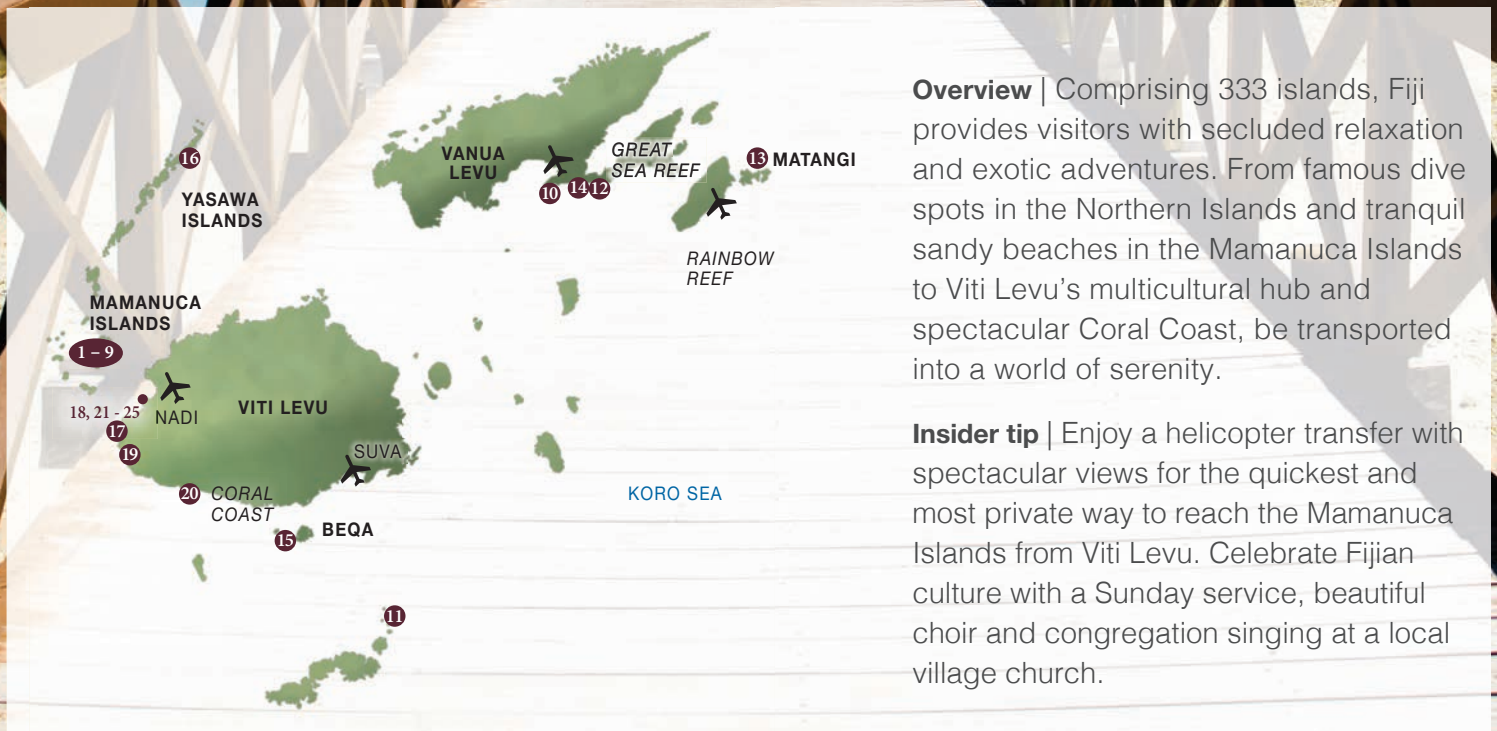 16
YASAWA
ISLANDS
MAMANUCA
ISLANDS
1 – 9
18, 21 - 25
NADI
17
19
VITI LEVU
SUVA
20
CORAL
COAST
15
BEQA
11
VANUA
LEVU
GREAT
SEA REEF
10
14
12
13
MATANGI
RAINBOW
REEF
KORO SEA
Overview | Comprising 333 islands, Fiji
provides visitors with secluded relaxation
and exotic adventures. From famous dive
spots in the Northern Islands and tranquil
sandy beaches in the Mamanuca Islands
to Viti Levu’s multicultural hub and
spectacular Coral Coast, be transported
into a world of serenity.
Insider tip | Enjoy a helicopter transfer with
spectacular views for the quickest and
most private way to reach the Mamanuca
Islands from Viti Levu. Celebrate Fijian
culture with a Sunday service, beautiful
choir and congregation singing at a local
village church.